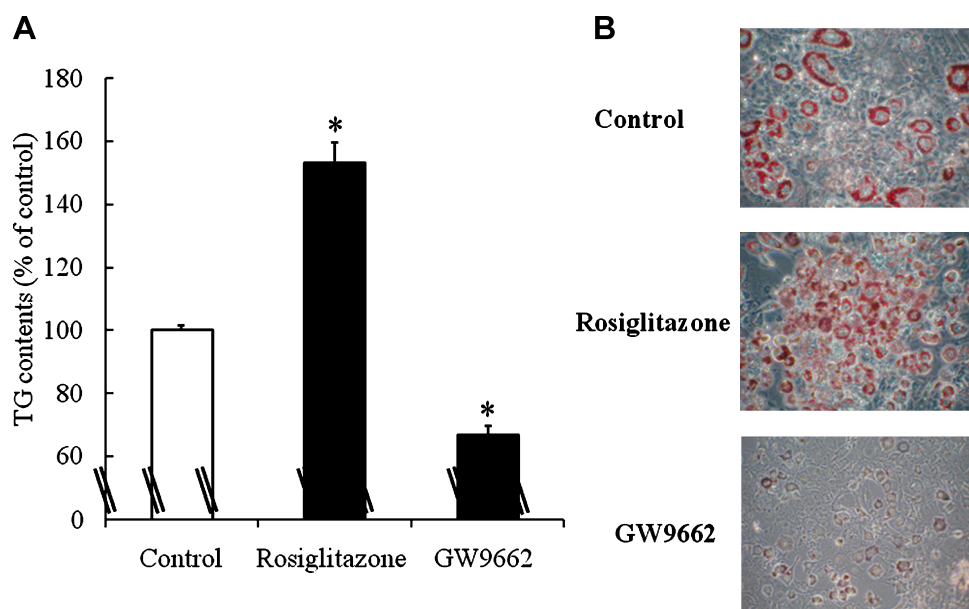 A
TG contents (% of control)
180
160
140
120
100
80
60
0
*
*
Control Rosiglitazone GW9662
B
Control
Rosiglitazone
GW9662